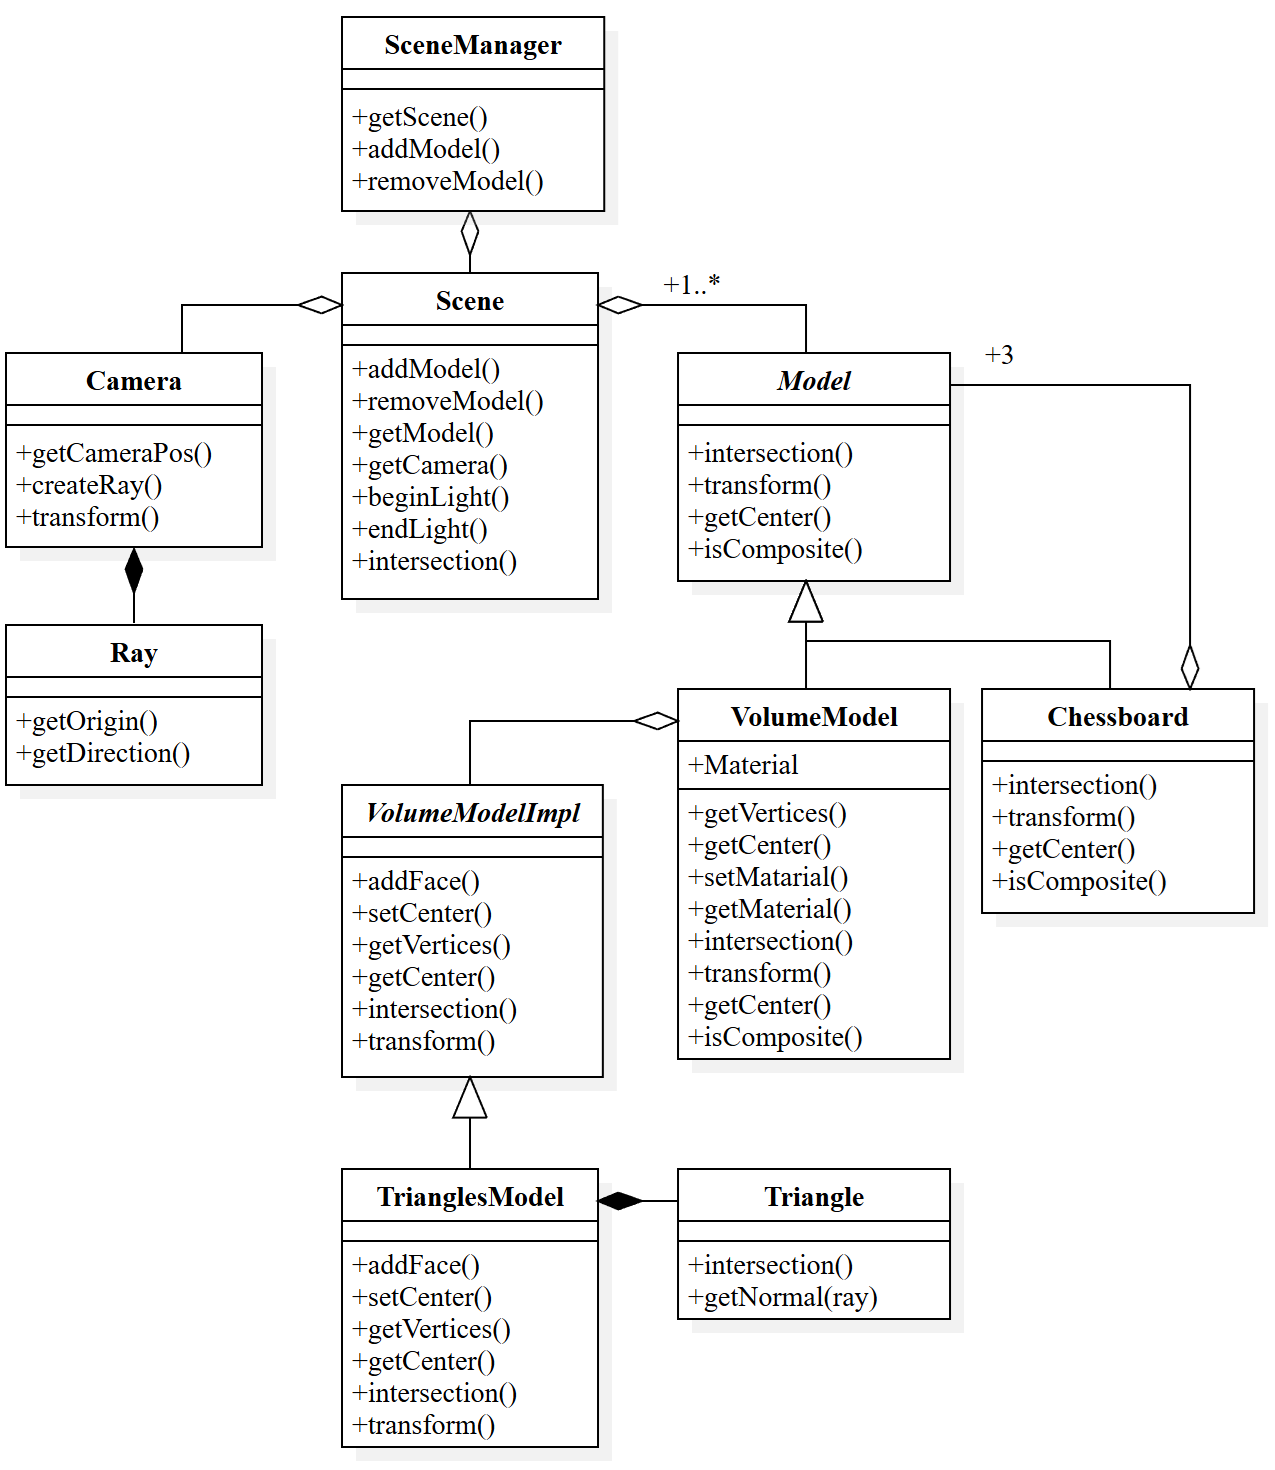 SceneManager
+getScene()
+addModel()
+removeModel()
Scene
+addModel()
+removeModel()
+getModel()
+getCamera()
+beginLight()
+endLight()
+intersection()
+1..*
Camera
+getCameraPos()
+createRay()
+transform()
Model
+intersection()
+transform()
+getCenter()
+isComposite()
+3
Ray
+getOrigin()
+getDirection()
VolumeModel
+Material
+getVertices()
+getCenter()
+setMatarial()
+getMaterial()
+intersection()
+transform()
+getCenter()
+isComposite()
Chessboard
+intersection()
+transform()
+getCenter()
+isComposite()
VolumeModelImpl
+addFace()
+setCenter()
+getVertices()
+getCenter()
+intersection()
+transform()
TrianglesModel
+addFace()
+setCenter()
+getVertices()
+getCenter()
+intersection()
+transform()
Triangle
+intersection()
+getNormal(ray)